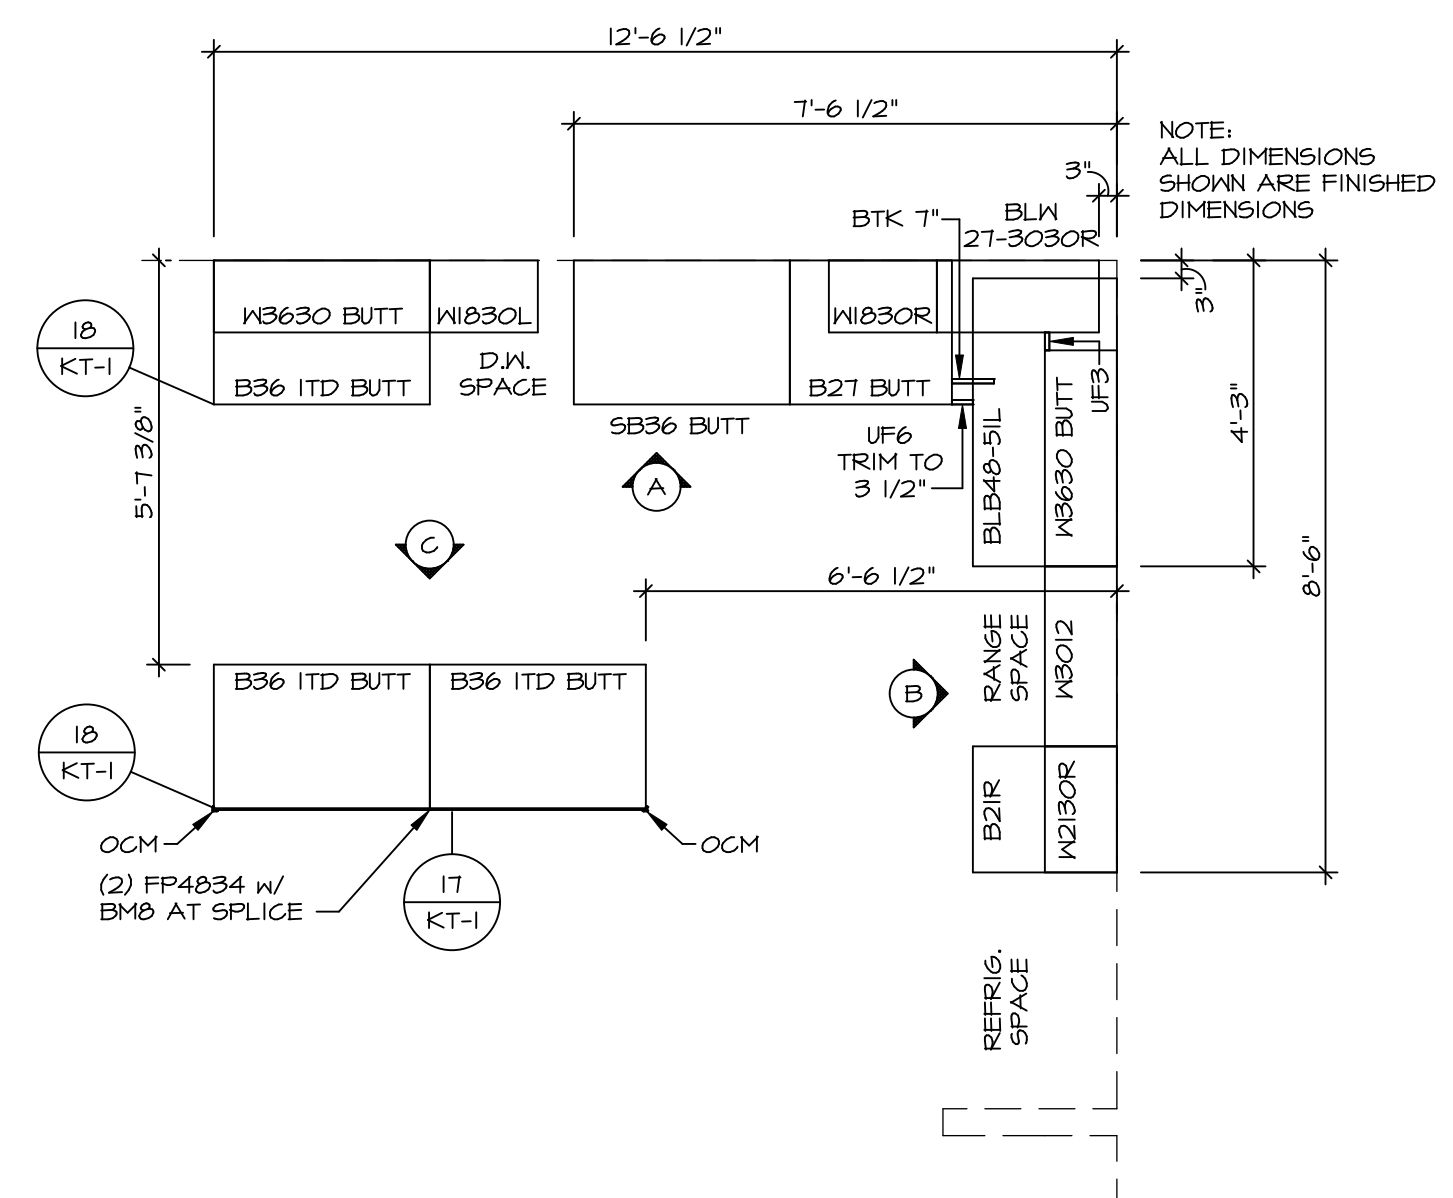 12'-6 1/2"
7'-6 1/2"
3"
NOTE:
ALL DIMENSIONS
SHOWN ARE FINISHED
DIMENSIONS
BTK 7"
BLW
27-3030R
3"
W3630 BUTT
W1830L
W1830R
18
KT-1
B36 1TD BUTT
D.W.
SPACE
B27 BUTT
SB36 BUTT
UF6
TRIM TO
3 1/2"
BLB48-51L
W3630 BUTT
UF3
4'-3"
5'-7 3/8"
A
C
8'-6"
6'-6 1/2"
B36 1TD BUTT
B36 1TD BUTT
B
RANGE
SPACE
W3012
18
KT-1
B21R
W2130R
OCM
OCM
(2) FP4834 W/
BM8 AT SPLICE
17
KT-1
REFRIG.
SPACE